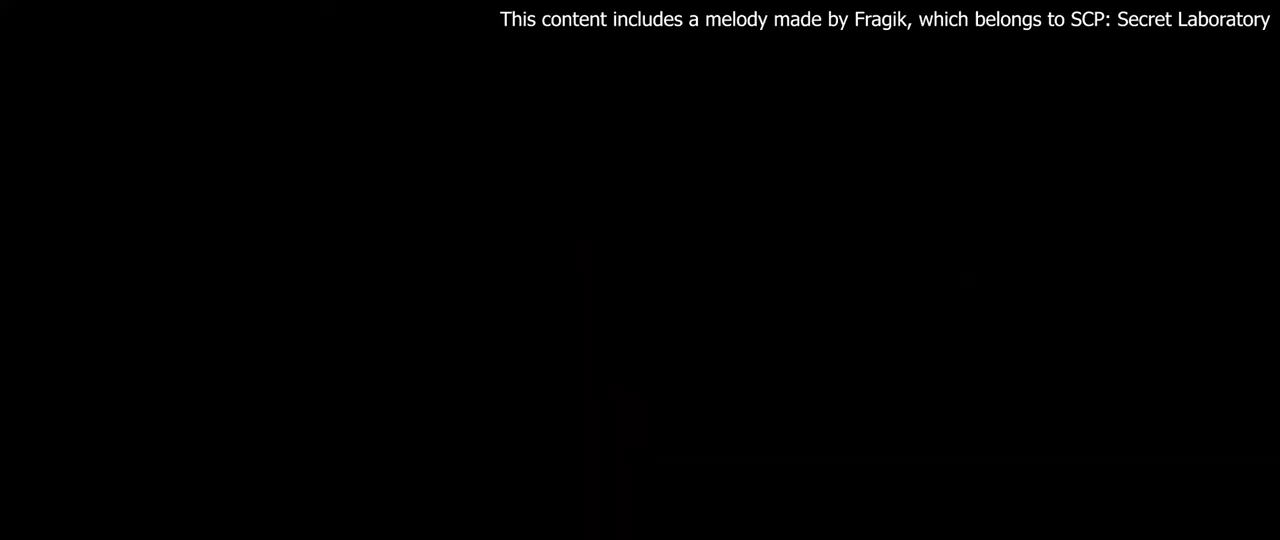 This content includes a melody made by Fragik, which belongs to SCP: Secret Laboratory